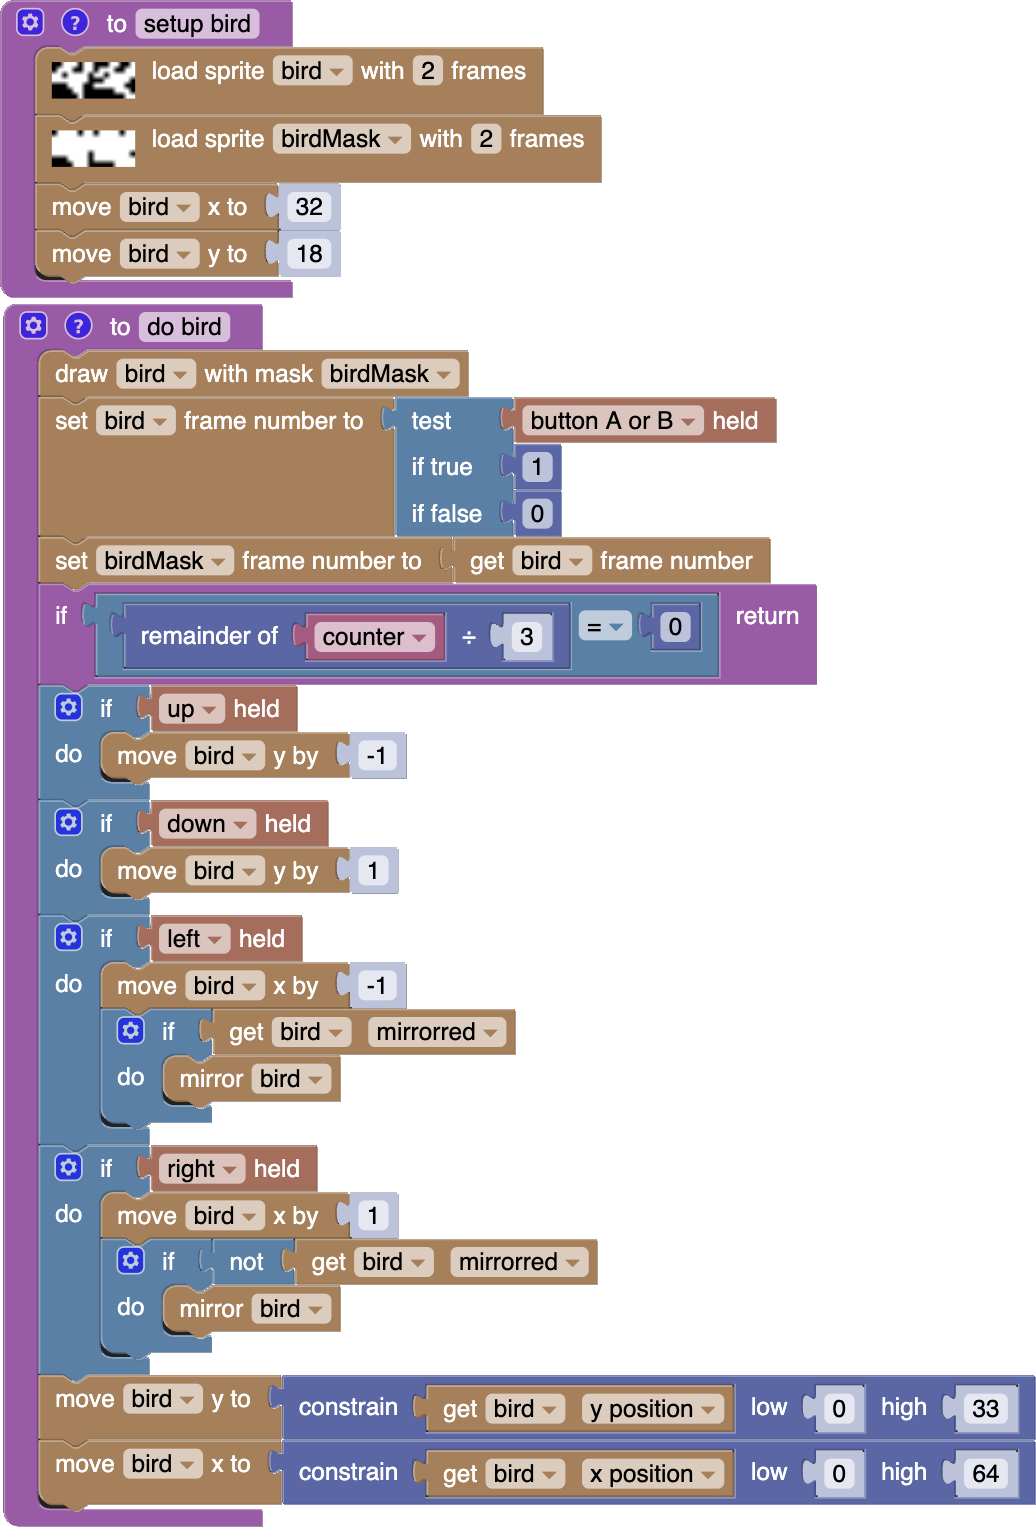 ? to setup bird
load sprite bird with 2 frames
load sprite birdMask with 2 frames
move bird x to 32
move bird y to 18
? to do bird
draw bird with mask birdMask
set bird frame number to test button A or B held
if true 1
if false 0
set birdMask frame number to get bird frame number
if remainder of counter ÷ 3 = 0 return
if up held
do move bird y by -1
if down held
do move bird y by 1
if left held
do move bird x by -1
if get bird mirrorred
do mirror bird
if right held
do move bird x by 1
if not get bird mirrorred
do mirror bird
move bird y to constrain get bird y position low 0 high 33
move bird x to constrain get bird x position low 0 high 64